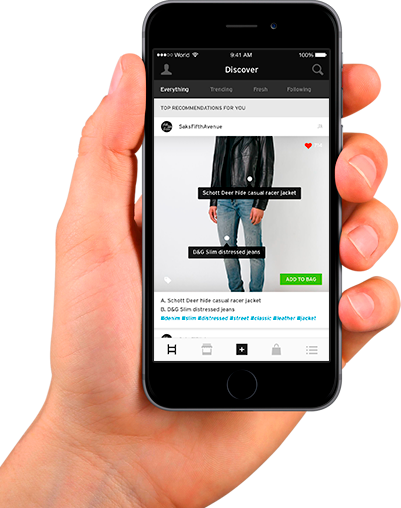 World 9:41 AM 100%
Discover
Everything Trending Fresh Following
TOP RECOMMENDATIONS FOR YOU
SaksFifthAvenue
Schott Deer hide casual racer jacket
D&G Slim distressed jeans
ADD TO BAG
A. Schott Deer hide casual racer jacket
B. D&G Slim distressed jeans
#denim #slim #distressed #street #classic #leather #jacket